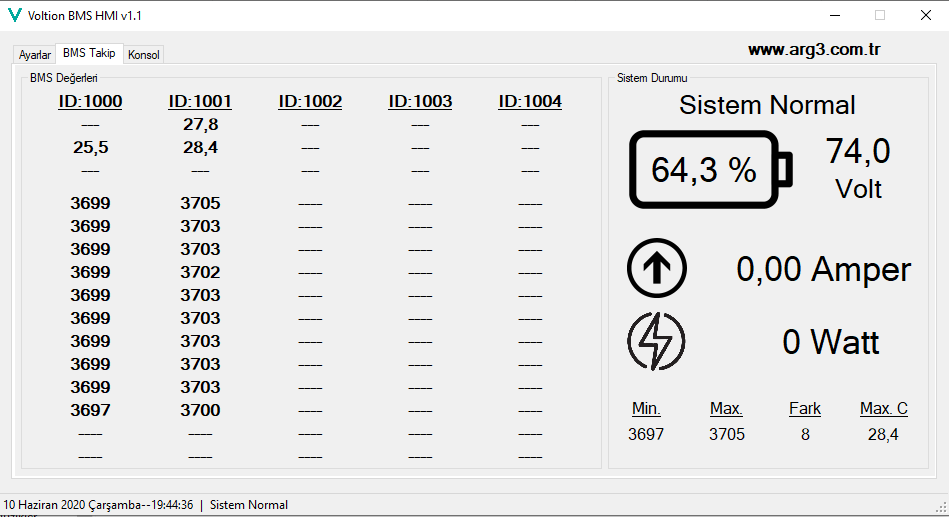 Voltion BMS HMI v1.1
www.arg3.com.tr
Ayarlar BMS Takip Konsol
BMS Değerleri
ID:1000 ID:1001 ID:1002 ID:1003 ID:1004
--- 27,8 --- --- ---
25,5 28,4 --- --- ---
--- --- --- --- ---
3699 3705 ---- ---- ----
3699 3703 ---- ---- ----
3699 3703 ---- ---- ----
3699 3702 ---- ---- ----
3699 3703 ---- ---- ----
3699 3703 ---- ---- ----
3699 3703 ---- ---- ----
3699 3703 ---- ---- ----
3699 3703 ---- ---- ----
3697 3700 ---- ---- ----
---- ---- ---- ---- ----
---- ---- ---- ---- ----
Sistem Durumu
Sistem Normal
64,3 %
74,0
Volt
0,00 Amper
0 Watt
Min. Max. Fark Max. C
3697 3705 8 28,4
10 Haziran 2020 Çarşamba--19:44:36 | Sistem Normal